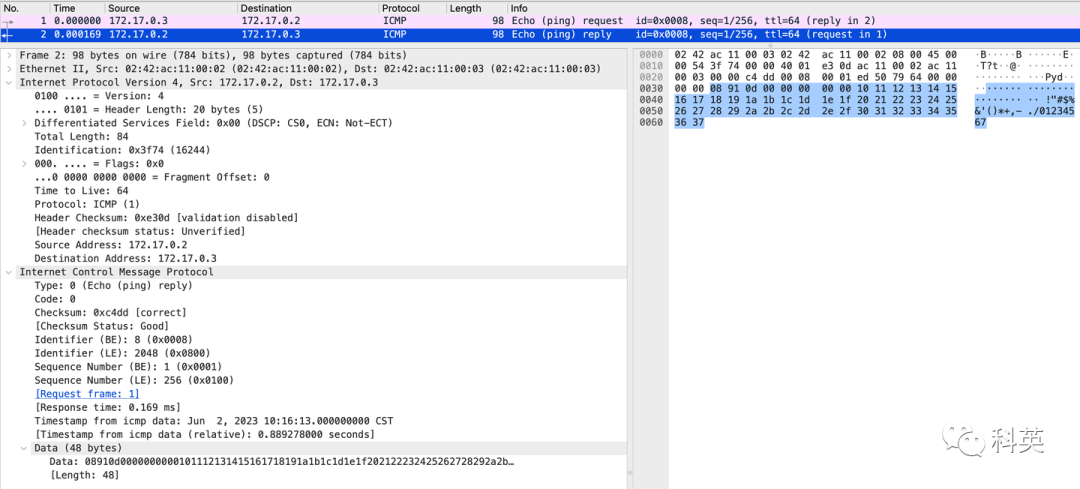 No. Time Source Destination Protocol Length Info
1 0.000000 172.17.0.3 172.17.0.2 ICMP 98 Echo (ping) request id=0x0008, seq=1/256, ttl=64 (reply in 2)
2 0.000169 172.17.0.2 172.17.0.3 ICMP 98 Echo (ping) reply id=0x0008, seq=1/256, ttl=64 (request in 1)
Frame 2: 98 bytes on wire (784 bits), 98 bytes captured (784 bits)
Ethernet II, Src: 02:42:ac:11:00:02 (02:42:ac:11:00:02), Dst: 02:42:ac:11:00:03 (02:42:ac:11:00:03)
Internet Protocol Version 4, Src: 172.17.0.2, Dst: 172.17.0.3
0100 .... = Version: 4
.... 0101 = Header Length: 20 bytes (5)
Differentiated Services Field: 0x00 (DSCP: CS0, ECN: Not-ECT)
Total Length: 84
Identification: 0x3f74 (16244)
000. .... = Flags: 0x0
...0 0000 0000 0000 = Fragment Offset: 0
Time to Live: 64
Protocol: ICMP (1)
Header Checksum: 0xe30d [validation disabled]
[Header checksum status: Unverified]
Source Address: 172.17.0.2
Destination Address: 172.17.0.3
Internet Control Message Protocol
Type: 0 (Echo (ping) reply)
Code: 0
Checksum: 0xc4dd [correct]
[Checksum Status: Good]
Identifier (BE): 8 (0x0008)
Identifier (LE): 2048 (0x0800)
Sequence Number (BE): 1 (0x0001)
Sequence Number (LE): 256 (0x0100)
[Request frame: 1]
[Response time: 0.169 ms]
Timestamp from icmp data: Jun 2, 2023 10:16:13.000000000 CST
[Timestamp from icmp data (relative): 0.889278000 seconds]
Data (48 bytes)
Data: 08910d0000000000101112131415161718191a1b1c1d1e1f202122232425262728292a2b…
[Length: 48]
0000 02 42 ac 11 00 03 02 42 ac 11 00 02 08 00 45 00 ·B·····B ······E·
0010 00 54 3f 74 00 00 40 01 e3 0d ac 11 00 02 ac 11 ·T?t··@· ········
0020 00 03 00 00 c4 dd 00 08 00 01 ed 50 79 64 00 00 ········ ···Pyd··
0030 00 00 08 91 0d 00 00 00 00 00 10 11 12 13 14 15 ········ ········
0040 16 17 18 19 1a 1b 1c 1d 1e 1f 20 21 22 23 24 25 ········ ·· !"#$%
0050 26 27 28 29 2a 2b 2c 2d 2e 2f 30 31 32 33 34 35 &'()*+,- ./012345
0060 36 37 67
科英